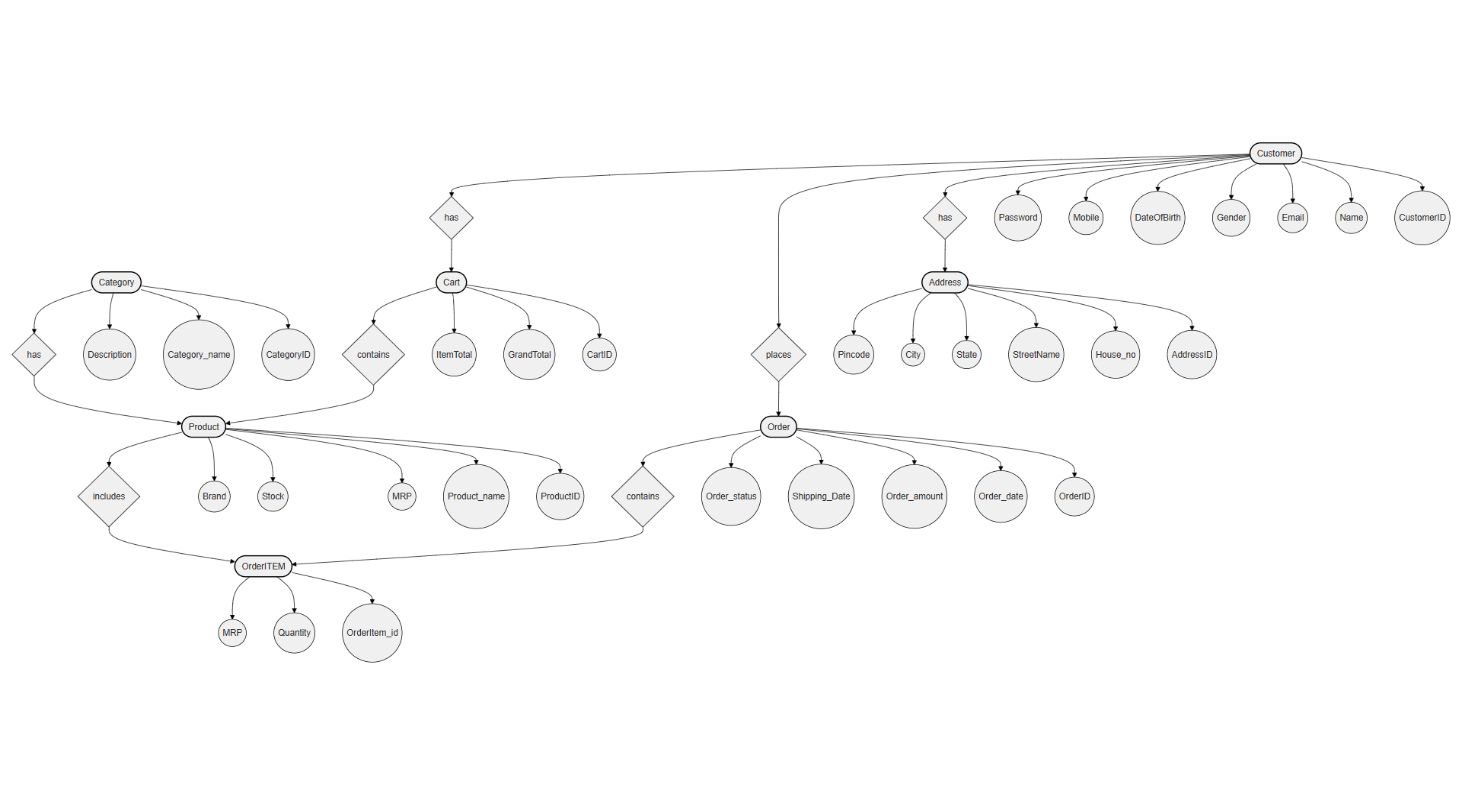 Customer
has
has
Password
Mobile
DateOfBirth
Gender
Email
Name
CustomerID
Category
Cart
Address
has
Description
Category_name
CategoryID
contains
ItemTotal
GrandTotal
CartID
places
Pincode
City
State
StreetName
House_no
AddressID
Product
Order
includes
Brand
Stock
MRP
Product_name
ProductID
contains
Order_status
Shipping_Date
Order_amount
Order_date
OrderID
OrderITEM
MRP
Quantity
OrderItem_id